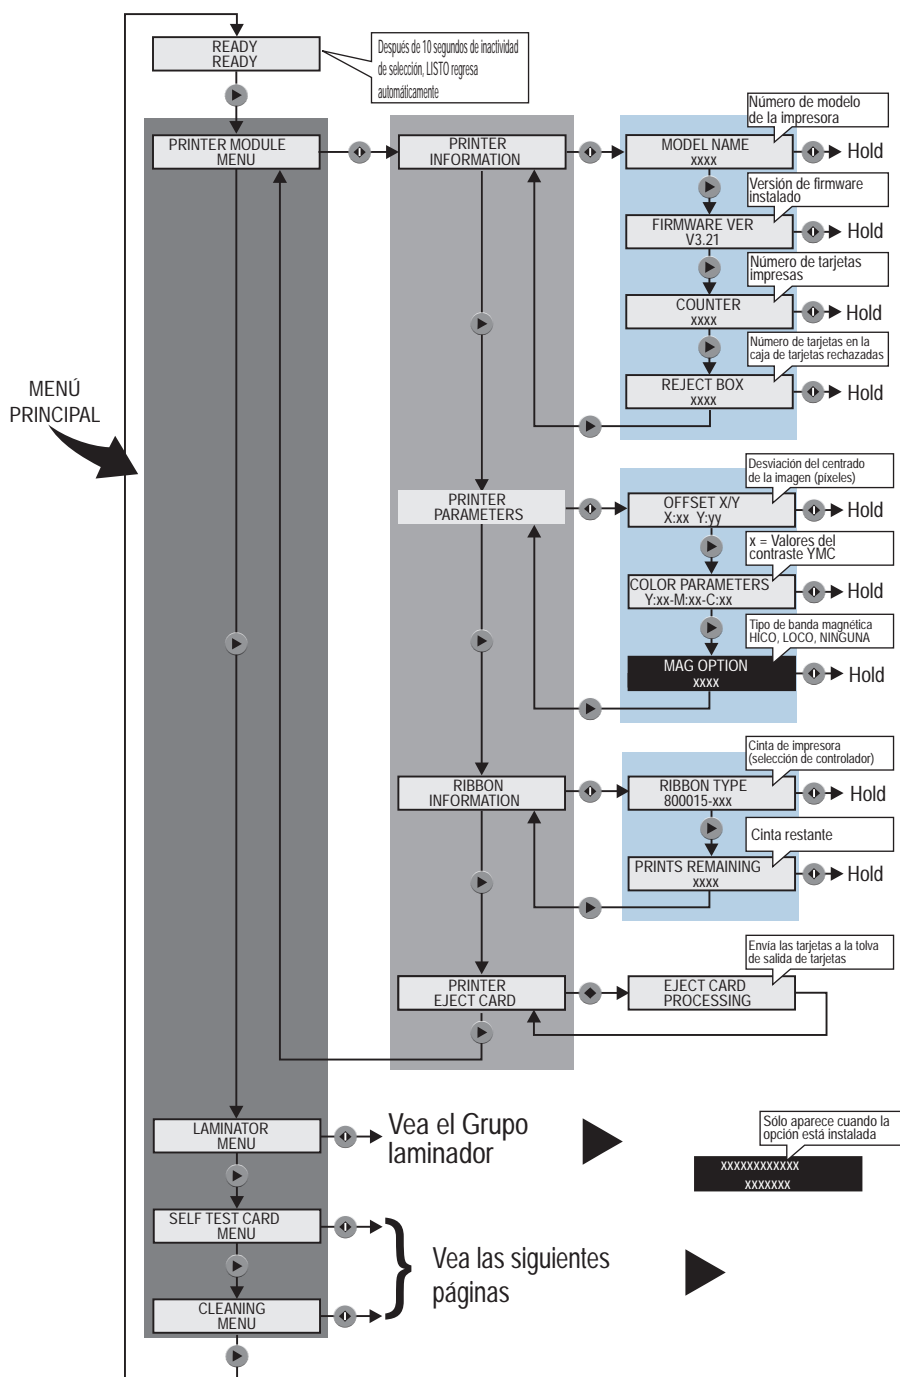 READY
READY
Después de 10 segundos de inactividad
de selección, LISTO regresa
automáticamente
PRINTER MODULE
MENU
PRINTER
INFORMATION
Número de modelo
de la impresora
MODEL NAME
xxxx
Hold
Versión de firmware
instalado
FIRMWARE VER
V3.21
Hold
Número de tarjetas
impresas
COUNTER
xxxx
Hold
Número de tarjetas en la
caja de tarjetas rechazadas
REJECT BOX
xxxx
Hold
MENÚ
PRINCIPAL
PRINTER
PARAMETERS
Desviación del centrado
de la imagen (píxeles)
OFFSET X/Y
X:xx Y:yy
Hold
x = Valores del
contraste YMC
COLOR PARAMETERS
Y:xx-M:xx-C:xx
Hold
Tipo de banda magnética
HICO, LOCO, NINGUNA
MAG OPTION
xxxx
Hold
RIBBON
INFORMATION
Cinta de impresora
(selección de controlador)
RIBBON TYPE
800015-xxx
Hold
Cinta restante
PRINTS REMAINING
xxxx
Hold
PRINTER
EJECT CARD
Envía las tarjetas a la tolva
de salida de tarjetas
EJECT CARD
PROCESSING
LAMINATOR
MENU
Vea el Grupo
laminador
Sólo aparece cuando la
opción está instalada
XXXXXXXXXXXX
XXXXXXX
SELF TEST CARD
MENU
Vea las siguientes
páginas
CLEANING
MENU